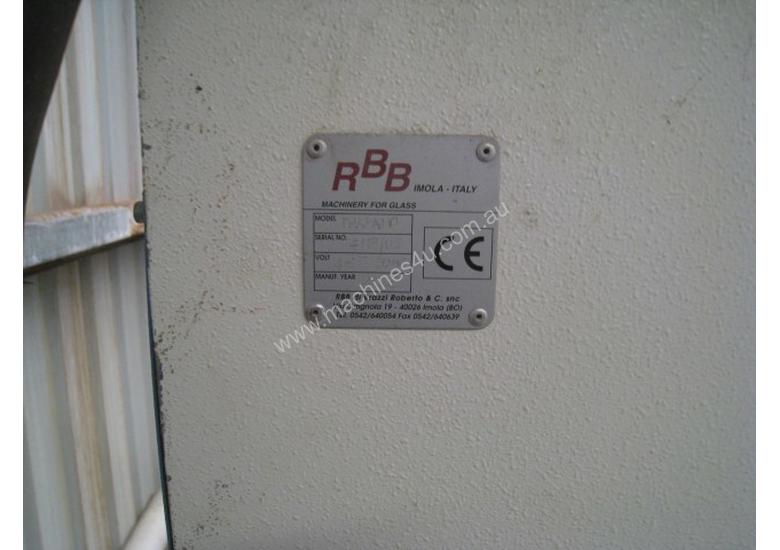 RBB IMOLA - ITALY
MACHINERY FOR GLASS
MODEL
SERIAL NO.
VOLT
MANUF. YEAR
CE
RBB di Roberto & C. snc
19 - 40026 Imola (BO)
Tel. 0542/640054 Fax 0542/640639
www.machines4u.com.au